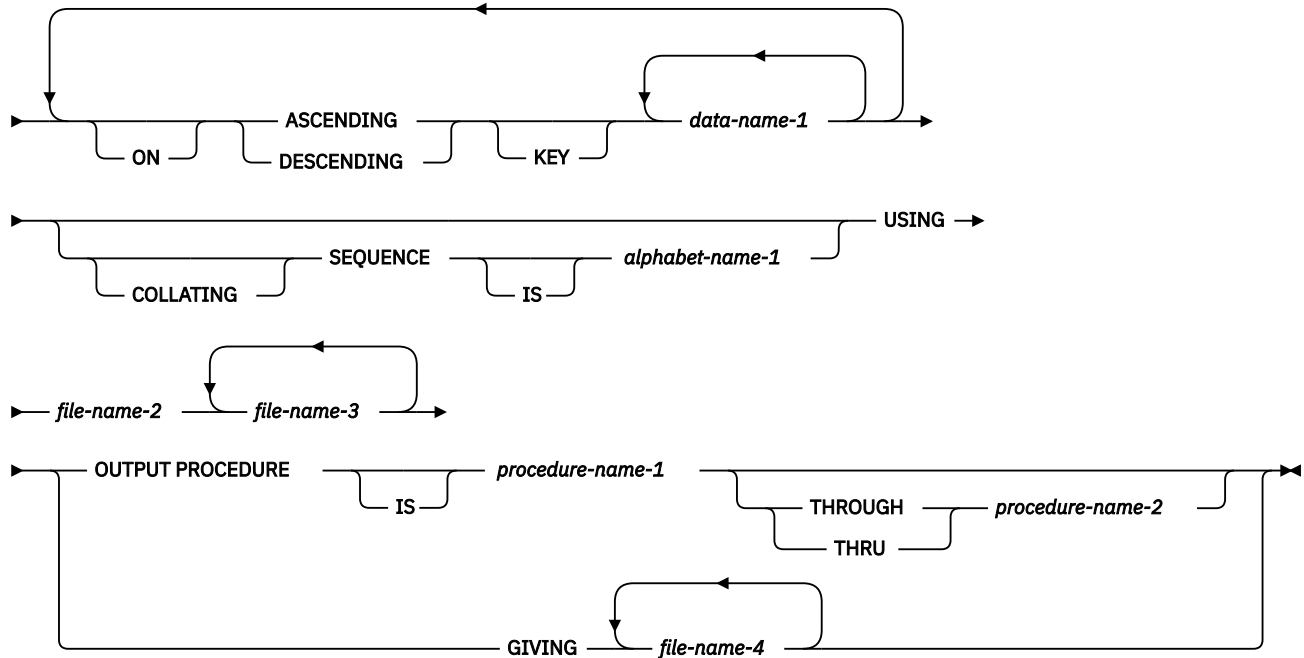 ASCENDING data-name-1
ON DESCENDING KEY
USING
SEQUENCE alphabet-name-1
COLLATING IS
file-name-2 file-name-3
OUTPUT PROCEDURE procedure-name-1
IS THROUGH procedure-name-2
THRU
GIVING file-name-4